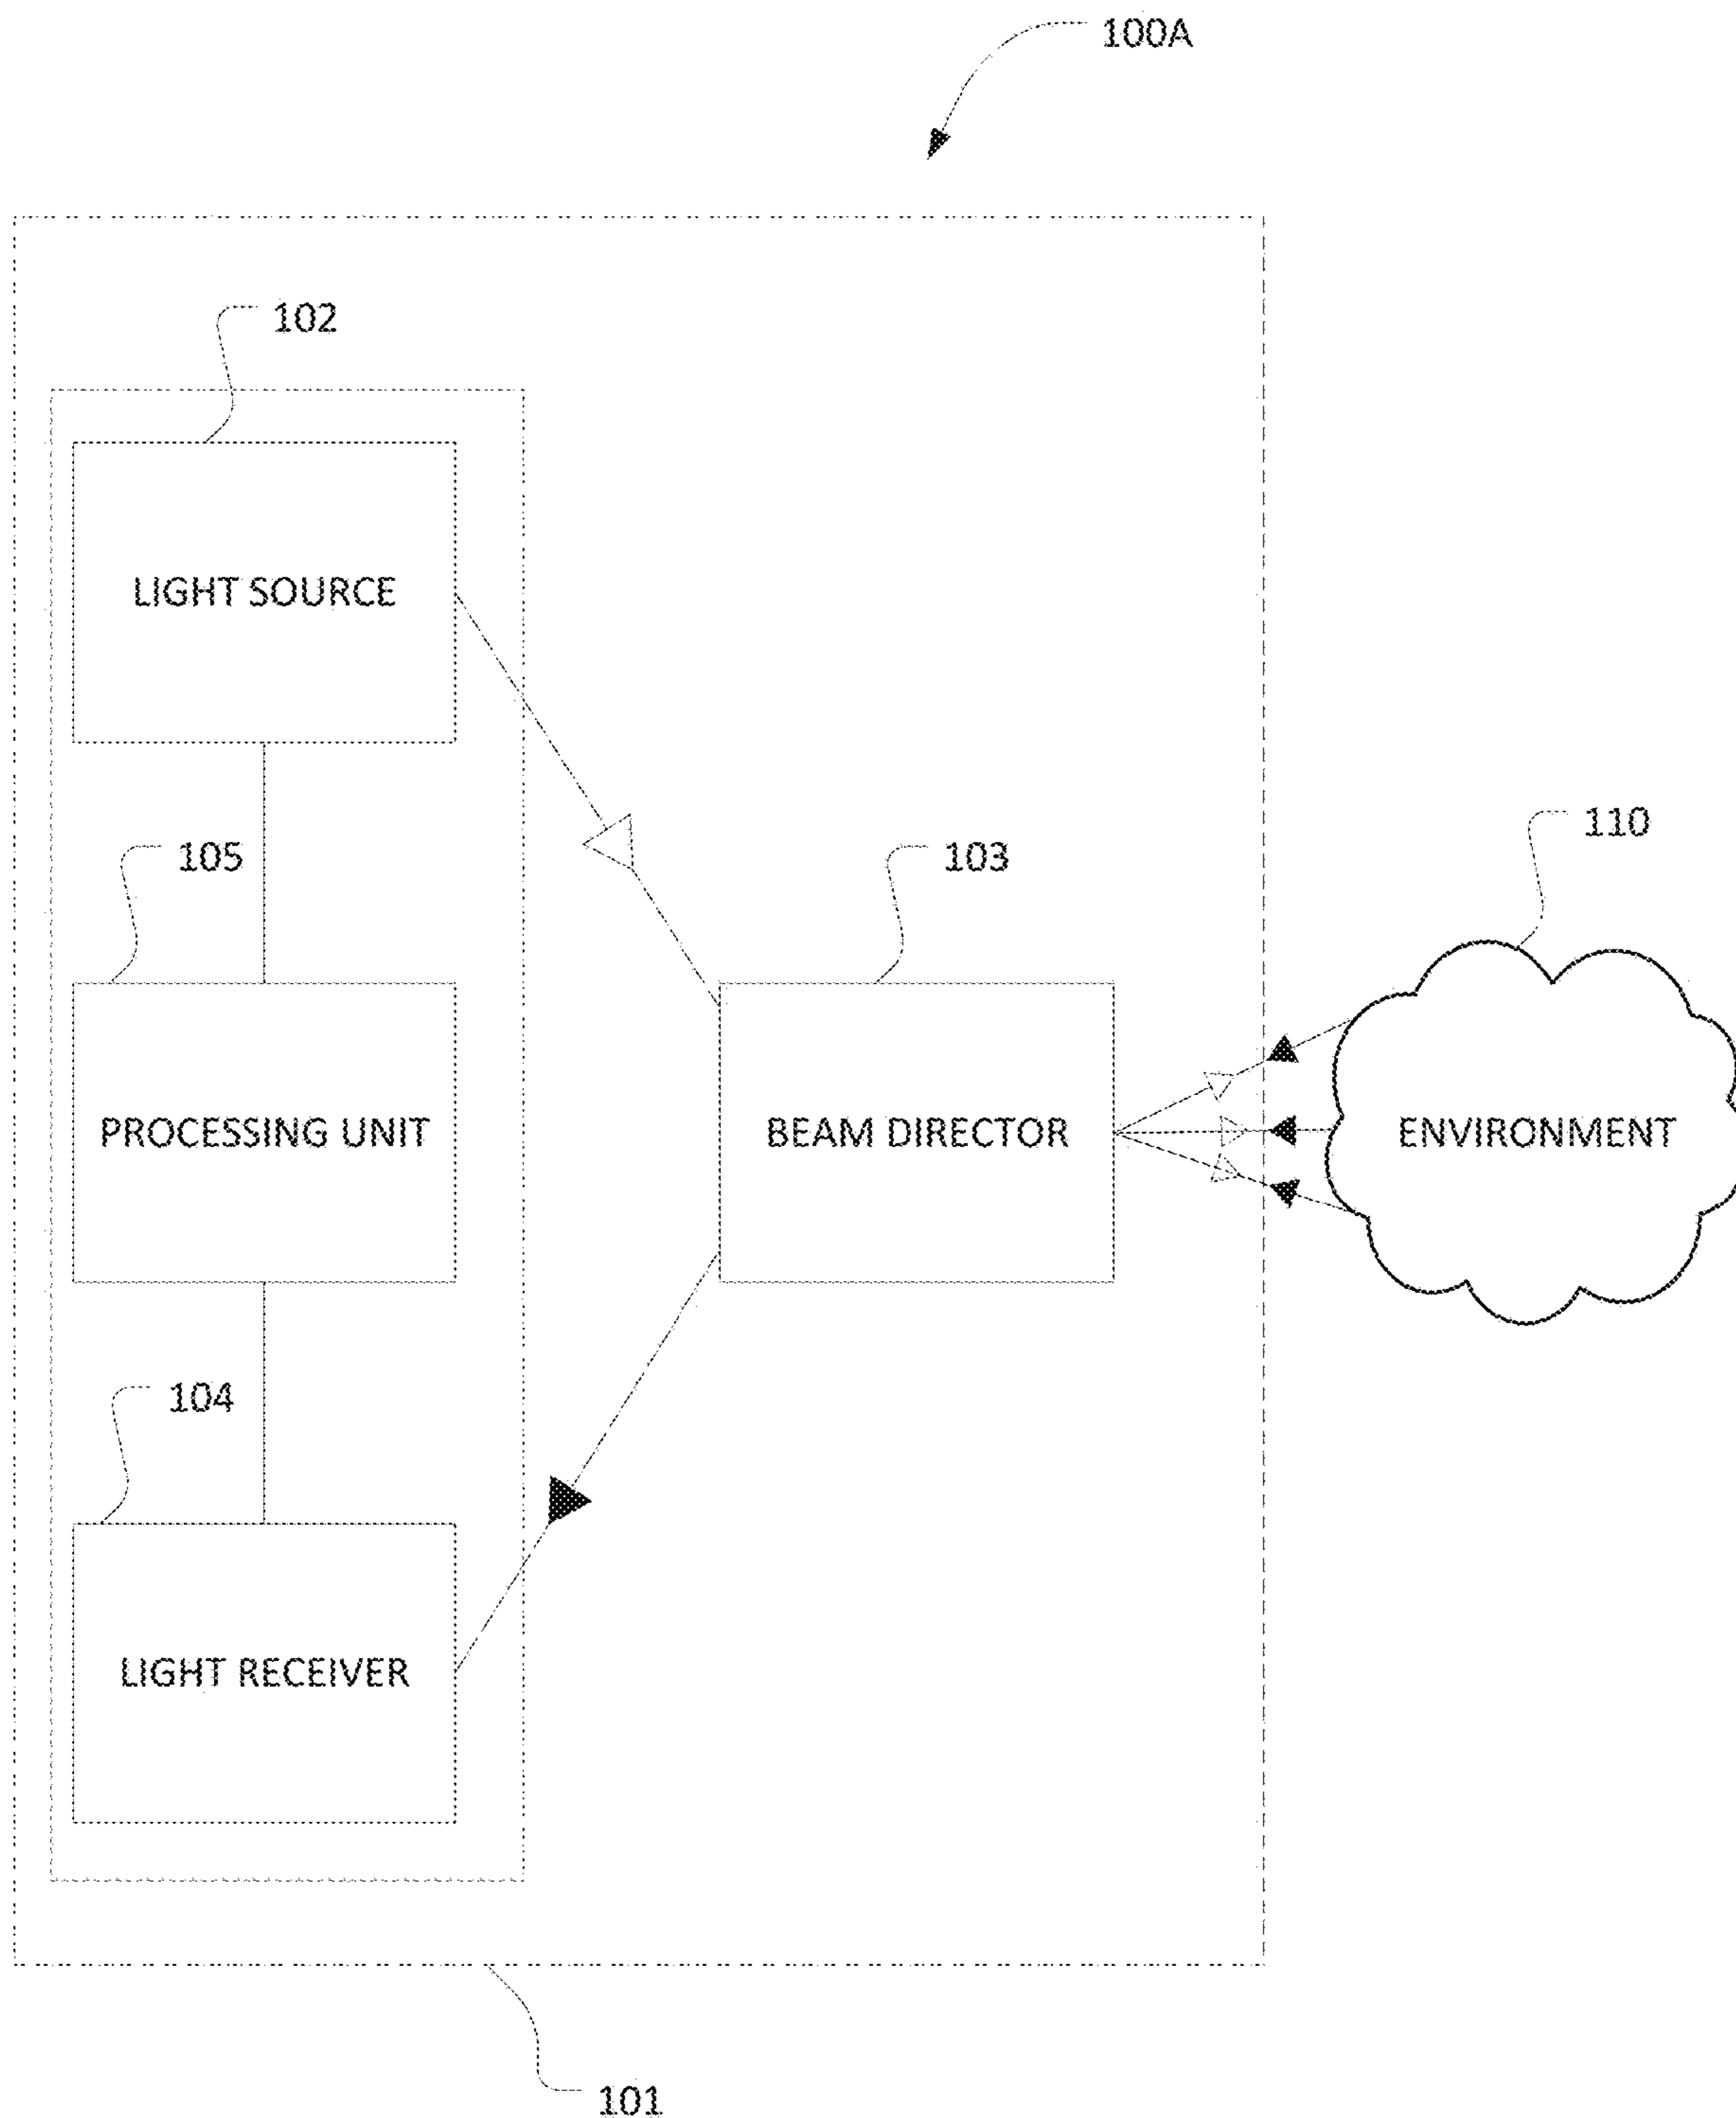 100A
102
LIGHT SOURCE
110
105
103
PROCESSING UNIT
BEAM DIRECTOR
ENVIRONMENT
104
LIGHT RECEIVER
101